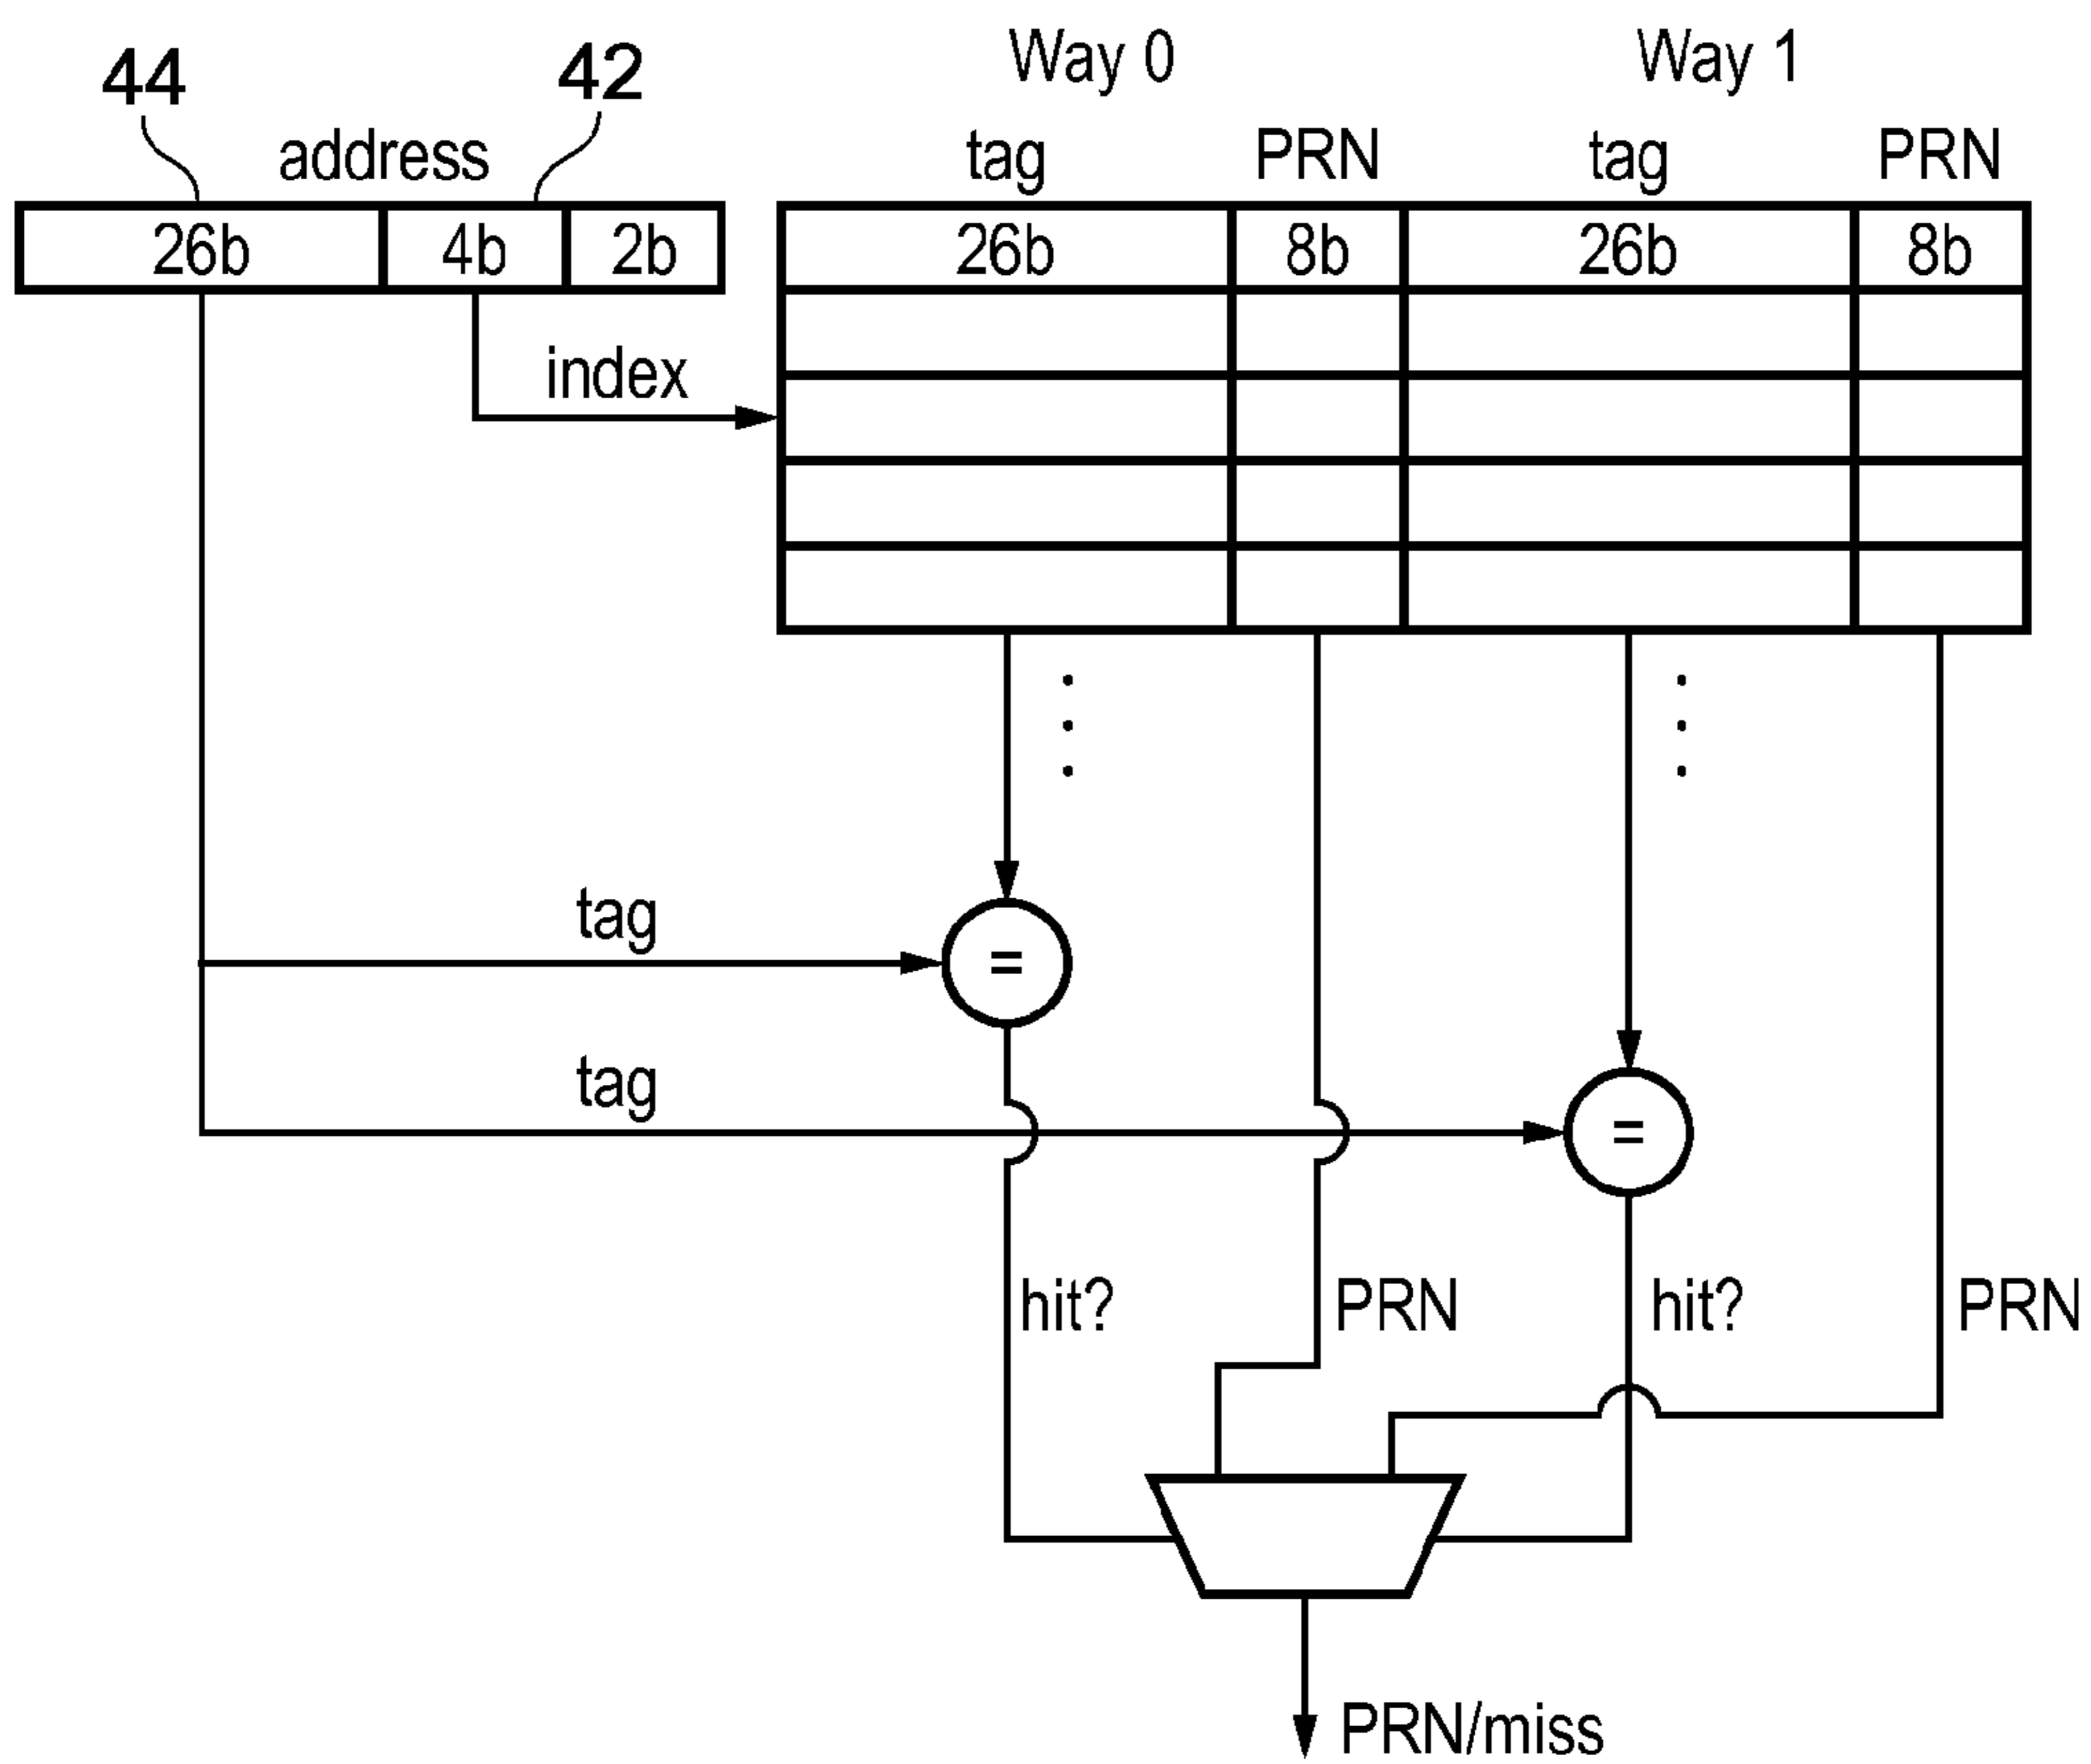 Way 0 Way 1
44 42
address tag PRN tag PRN
26b 4b 2b 26b 8b 26b 8b
index
tag =
tag =
hit? PRN hit? PRN
PRN/miss